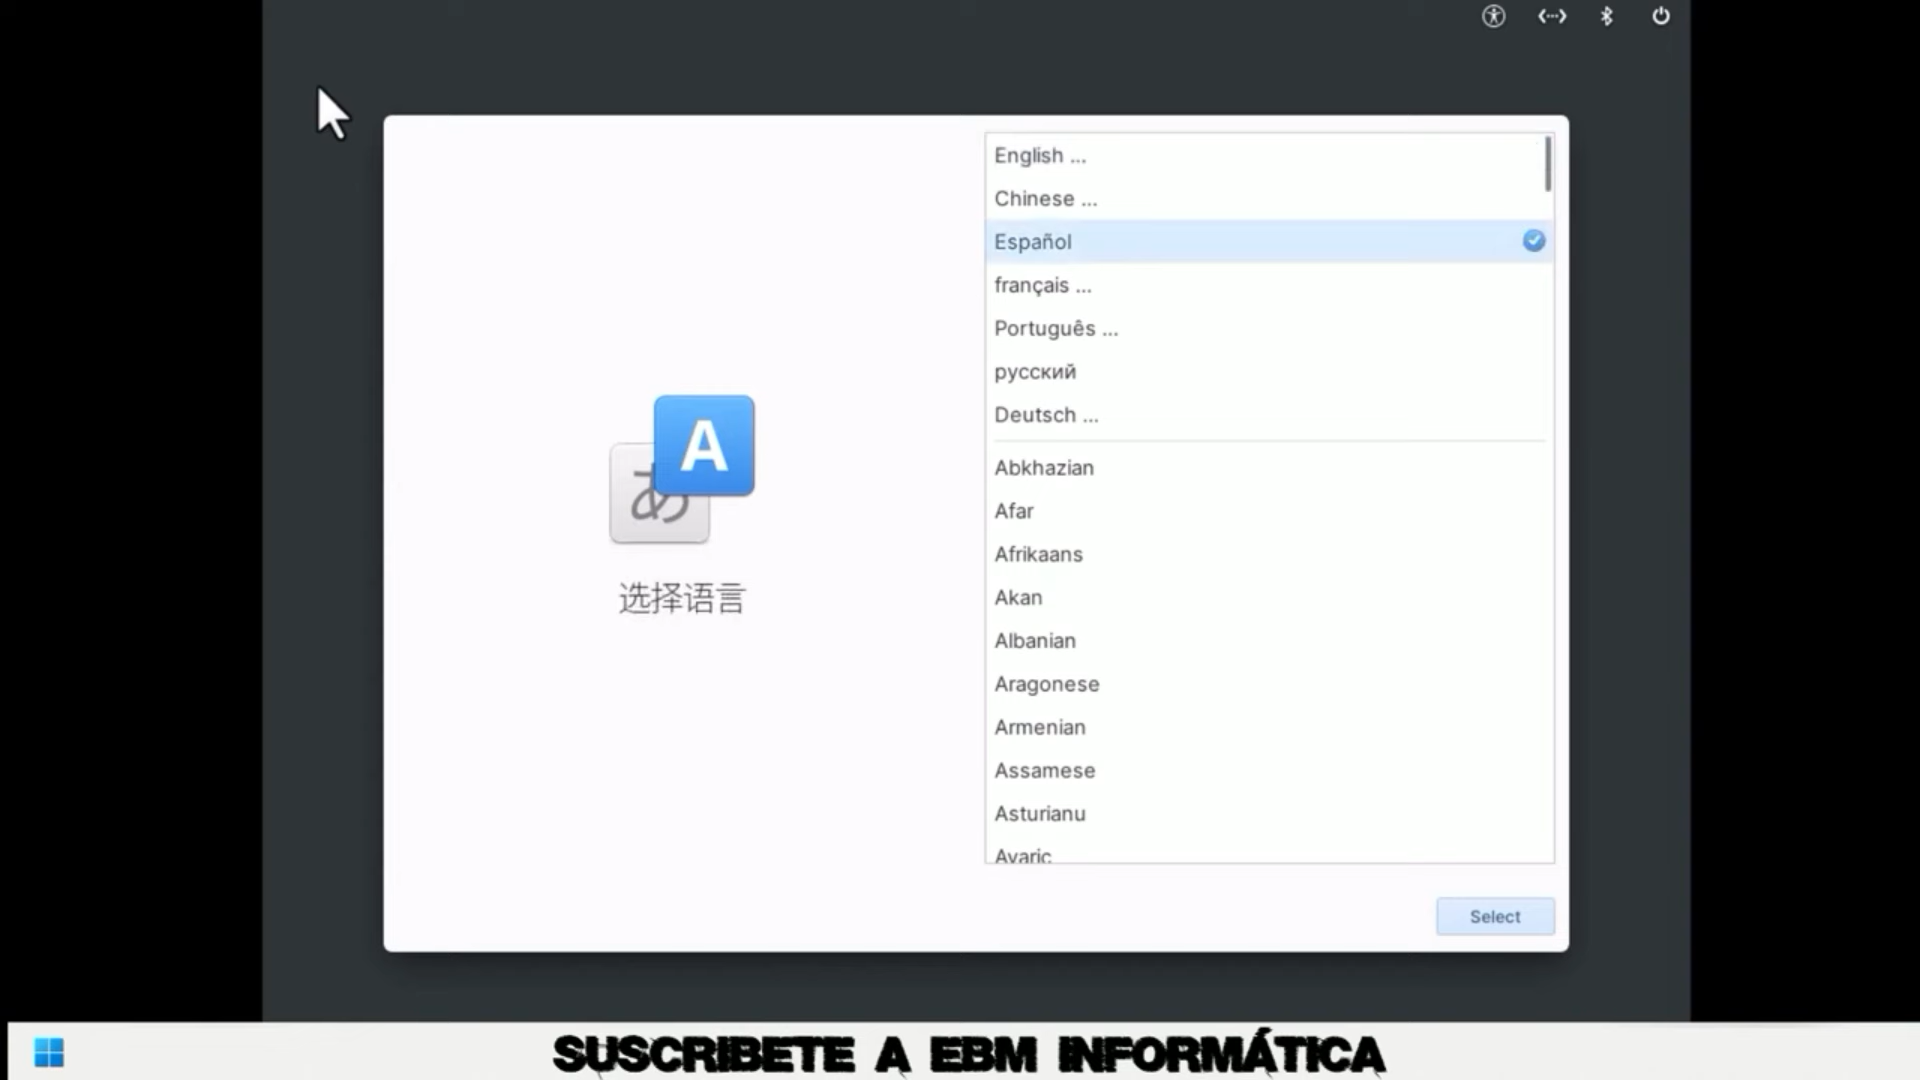 English ...
Chinese ...
Español
français ...
Português ...
русский
Deutsch ...
Abkhazian
Afar
Afrikaans
Akan
Albanian
Aragonese
Armenian
Assamese
Asturianu
Avaric
A
あ
选择语言
Select
SUSCRIBETE A EBM INFORMÁTICA